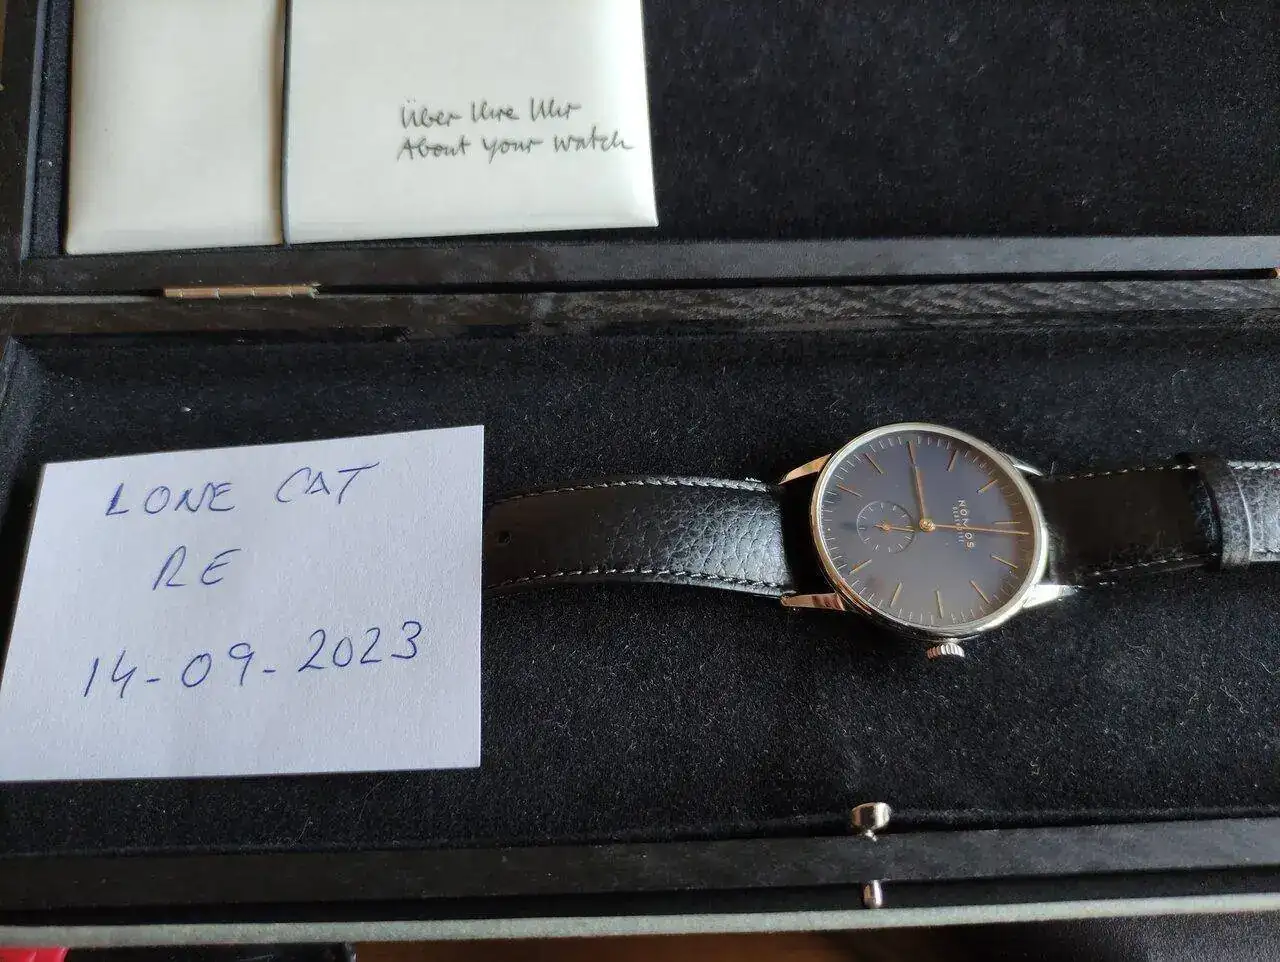 Über Ihre Uhr
About your watch
LONE CAT
RE
14-09-2023
NOMOS